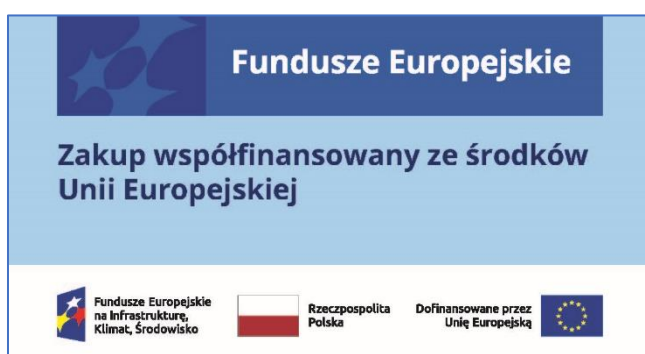 Fundusze Europejskie
Zakup współfinansowany ze środków
Unii Europejskiej
Fundusze Europejskie
na Infrastrukturę,
Klimat, Środowisko
Rzeczpospolita
Polska
Dofinansowane przez
Unię Europejską